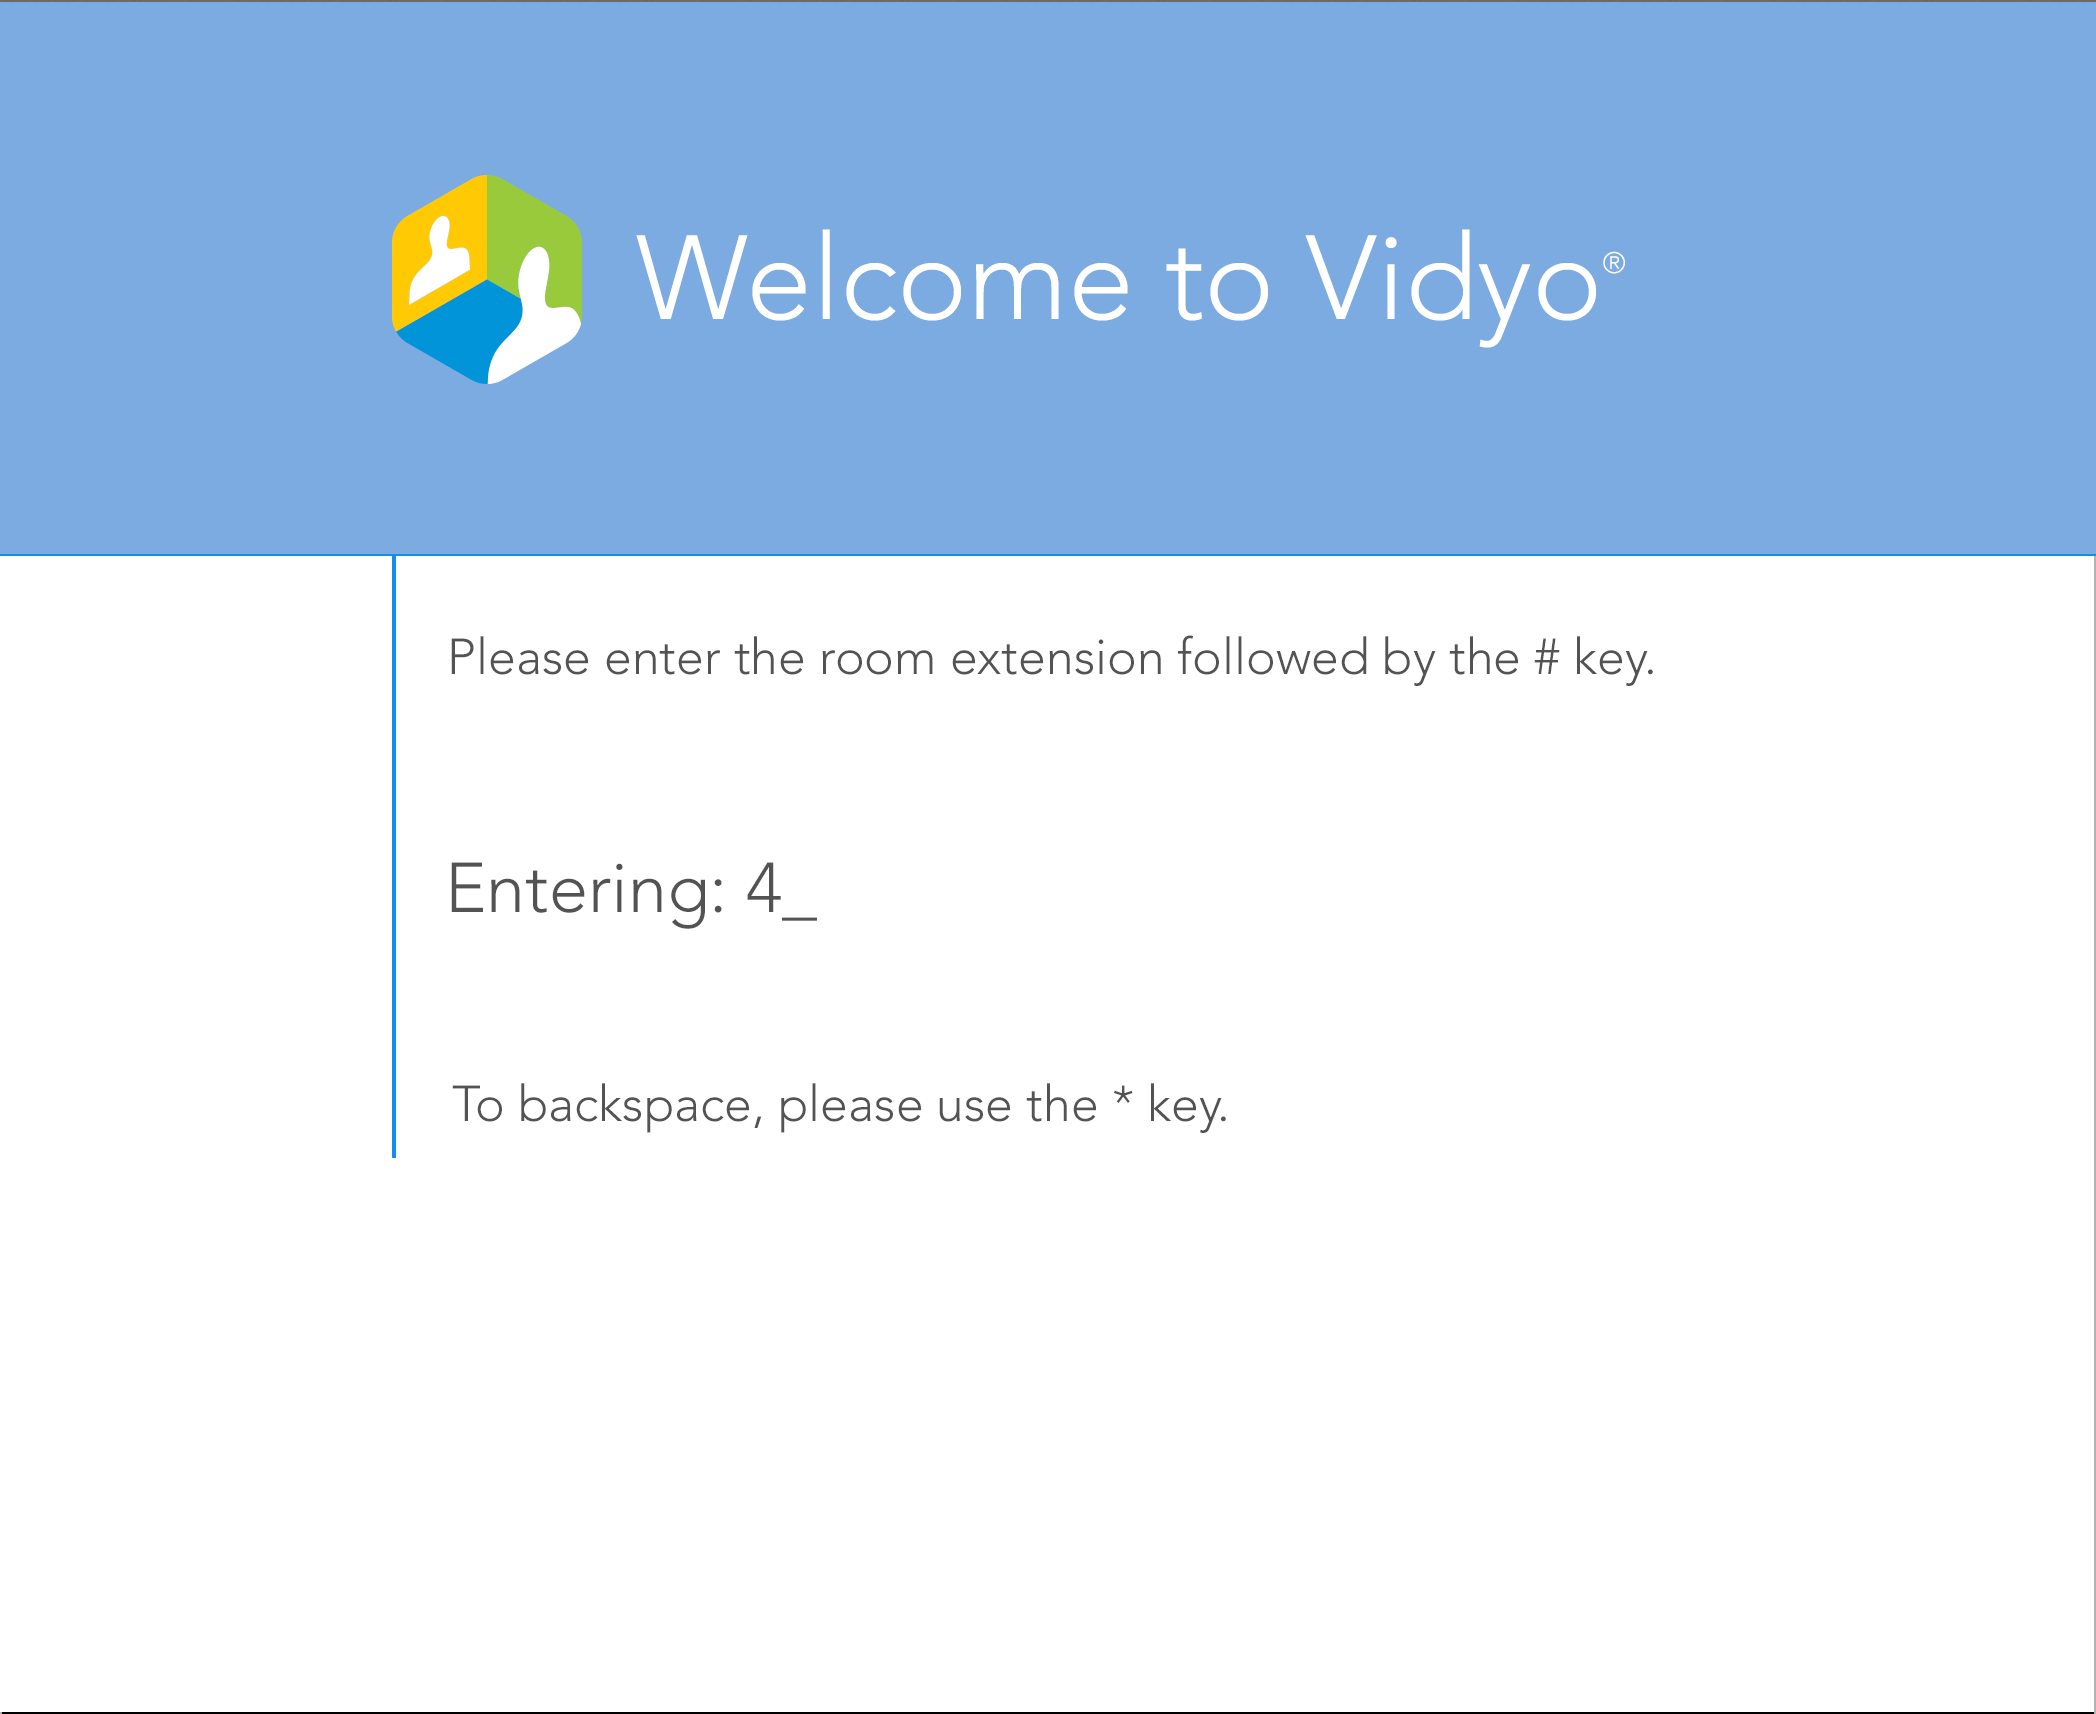 Welcome to Vidyo®
Please enter the room extension followed by the # key.
Entering: 4_
To backspace, please use the * key.